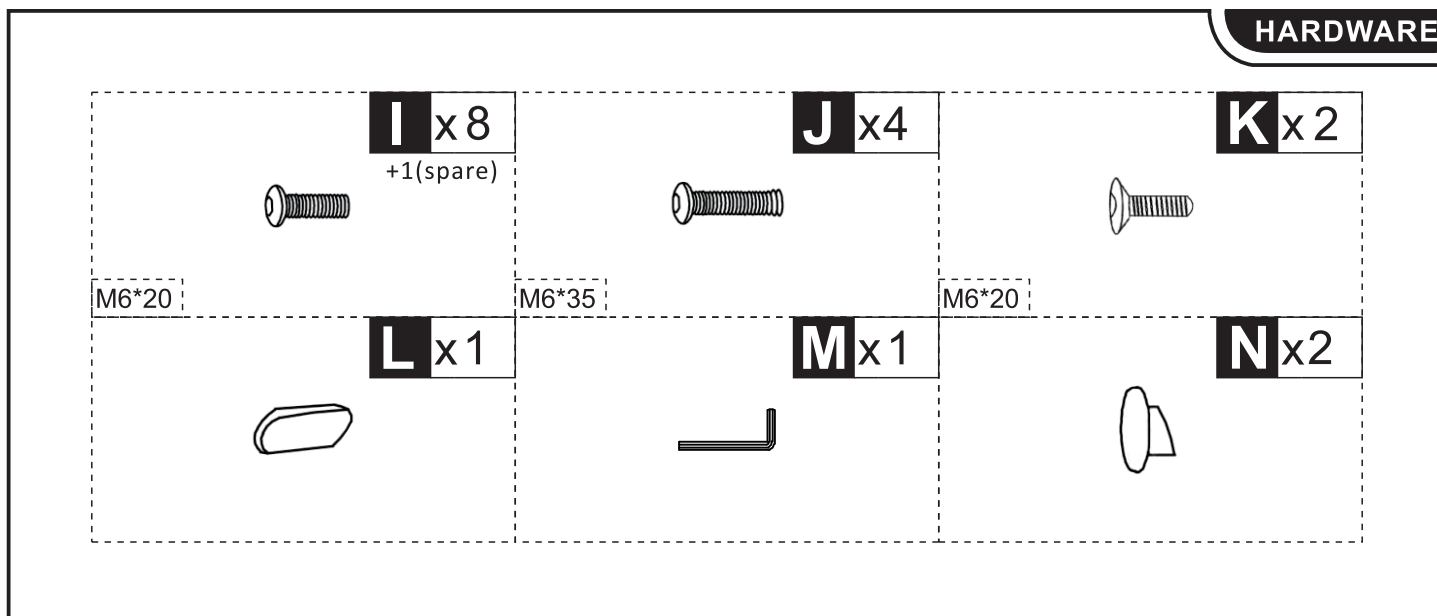 HARDWARE
I x 8
+1(spare)
M6*20
J x4
M6*35
K x 2
M6*20
L x 1
M x 1
N x2